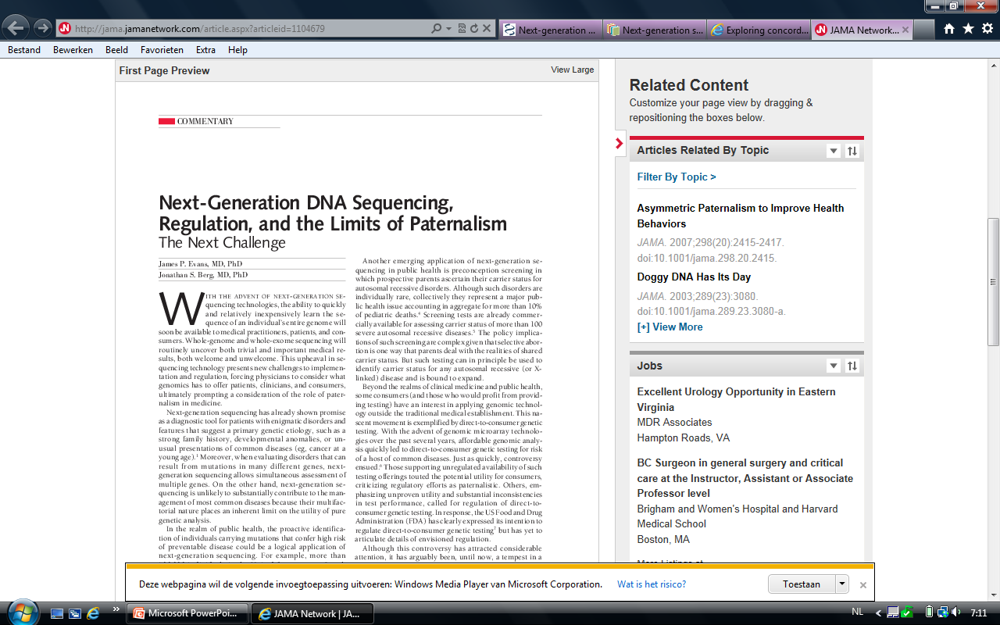 http://jama.jamanetwork.com/article.aspx?articleid=1104679
Next-generation ...
Next-generation s...
Exploring concord...
JAMA Network...
Bestand Bewerken Beeld Favorieten Extra Help
First Page Preview
View Large
COMMENTARY
Next-Generation DNA Sequencing,
Regulation, and the Limits of Paternalism
The Next Challenge
James P. Evans, MD, PhD
Jonathan S. Berg, MD, PhD
WITH THE ADVENT OF NEXT-GENERATION SE-
quencing technologies, the ability to quickly
and relatively inexpensively learn the se-
quence of an individual's entire genome will
soon be available to medical practitioners, patients, and con-
sumers. Whole-genome and whole-exome sequencing will
routinely uncover both trivial and important medical re-
sults, both welcome and unwelcome. This upheaval in se-
quencing technology presents new challenges to implemen-
tation and regulation, forcing physicians to consider what
genomics has to offer patients, clinicians, and consumers,
ultimately prompting a consideration of the role of pater-
nalism in medicine.
Next-generation sequencing has already shown promise
as a diagnostic tool for patients with enigmatic disorders and
features that suggest a primary genetic etiology, such as a
strong family history, developmental anomalies, or un-
usual presentations of common diseases (eg, cancer at a
young age).¹ Moreover, when evaluating disorders that can
result from mutations in many different genes, next-
generation sequencing allows simultaneous assessment of
multiple genes. On the other hand, next-generation se-
quencing is unlikely to substantially contribute to the man-
agement of most common diseases because their multifac-
torial nature places an inherent limit on the utility of pure
genetic analysis.
In the realm of public health, the proactive identifica-
tion of individuals carrying mutations that confer high risk
of preventable disease could be a logical application of
next-generation sequencing. For example, more than
Another emerging application of next-generation se-
quencing in public health is preconception screening in
which prospective parents ascertain their carrier status for
autosomal recessive disorders. Although such disorders are
individually rare, collectively they represent a major pub-
lic health issue accounting in aggregate for more than 10%
of pediatric deaths.⁴ Screening tests are already commer-
cially available for assessing carrier status of more than 100
severe autosomal recessive diseases.⁵ The policy implica-
tions of such screening are complex given that selective abor-
tion is one way that parents deal with the realities of shared
carrier status. But such testing can in principle be used to
identify carrier status for any autosomal recessive (or X-
linked) disease and is bound to expand.
Beyond the realms of clinical medicine and public health,
some consumers (and those who would profit from provid-
ing testing) have an interest in applying genomic technol-
ogy outside the traditional medical establishment. This na-
scent movement is exemplified by direct-to-consumer genetic
testing. With the advent of genomic microarray technolo-
gies over the past several years, affordable genomic analy-
sis quickly led to direct-to-consumer genetic testing for risk
of a host of common diseases. Just as quickly, controversy
ensued.⁶ Those supporting unregulated availability of such
testing offerings touted the potential utility for consumers,
criticizing regulatory efforts as paternalistic. Others, em-
phasizing unproven utility and substantial inconsistencies
in test performance, called for regulation of direct-to-
consumer genetic testing. In response, the US Food and Drug
Administration (FDA) has clearly expressed its intention to
regulate direct-to-consumer genetic testing⁷ but has yet to
articulate details of envisioned regulation.
Although this controversy has attracted considerable
attention, it has arguably been, until now, a tempest in a
Related Content
Customize your page view by dragging &
repositioning the boxes below.
Articles Related By Topic
Filter By Topic >
Asymmetric Paternalism to Improve Health
Behaviors
JAMA. 2007;298(20):2415-2417.
doi:10.1001/jama.298.20.2415.
Doggy DNA Has Its Day
JAMA. 2003;289(23):3080.
doi:10.1001/jama.289.23.3080-a.
[+] View More
Jobs
Excellent Urology Opportunity in Eastern
Virginia
MDR Associates
Hampton Roads, VA
BC Surgeon in general surgery and critical
care at the Instructor, Assistant or Associate
Professor level
Brigham and Women's Hospital and Harvard
Medical School
Boston, MA
Deze webpagina wil de volgende invoegtoepassing uitvoeren: Windows Media Player van Microsoft Corporation. Wat is het risico? Toestaan
Microsoft PowerPoi...
JAMA Network | JA...
NL
7:11